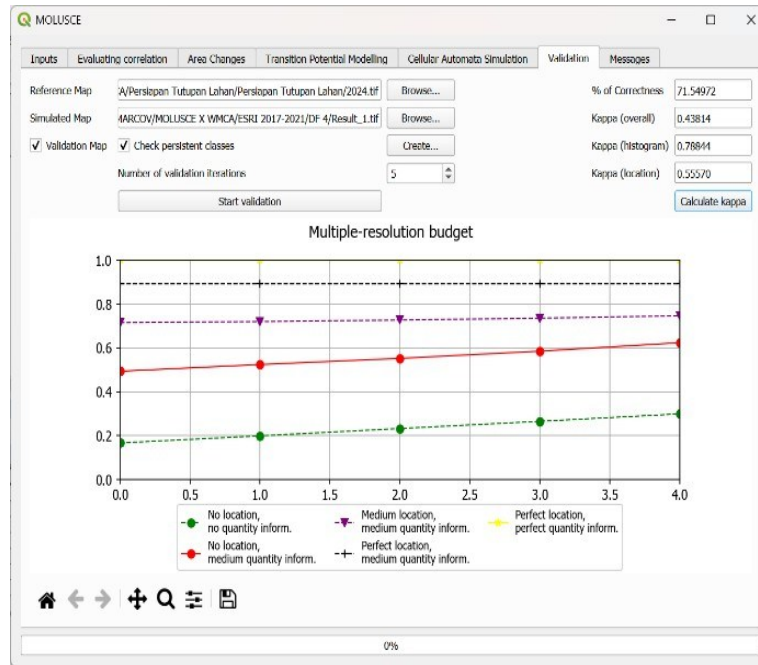 MOLUSCE
Inputs Evaluating correlation Area Changes Transition Potential Modelling Cellular Automata Simulation Validation Messages
Reference Map :A/Persiapan Tutupan Lahan/Persiapan Tutupan Lahan/2024.tif Browse... % of Correctness 71.54972
Simulated Map MARCOV/MOLUSCE X WMCA/ESRI 2017-2021/DF 4/Result_1.tif Browse... Kappa (overall) 0.43814
Validation Map Check persistent classes Create... Kappa (histogram) 0.78844
Number of validation iterations 5 Kappa (location) 0.55570
Start validation Calculate kappa
Multiple-resolution budget
1.0
0.8
0.6
0.4
0.2
0.0
0.0 0.5 1.0 1.5 2.0 2.5 3.0 3.5 4.0
No location,
no quantity inform.
No location,
medium quantity inform.
Medium location,
medium quantity inform.
Perfect location,
medium quantity inform.
Perfect location,
perfect quantity inform.
0%